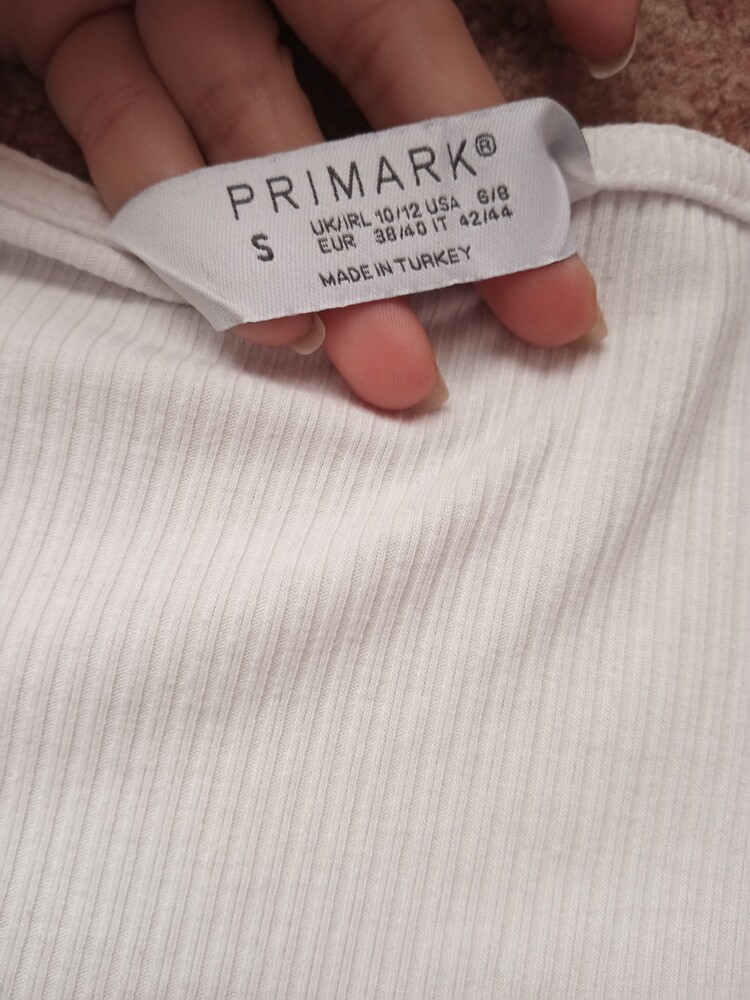 PRIMARK®
S UK/IRL 10/12 USA 6/8
EUR 38/40 IT 42/44
MADE IN TURKEY